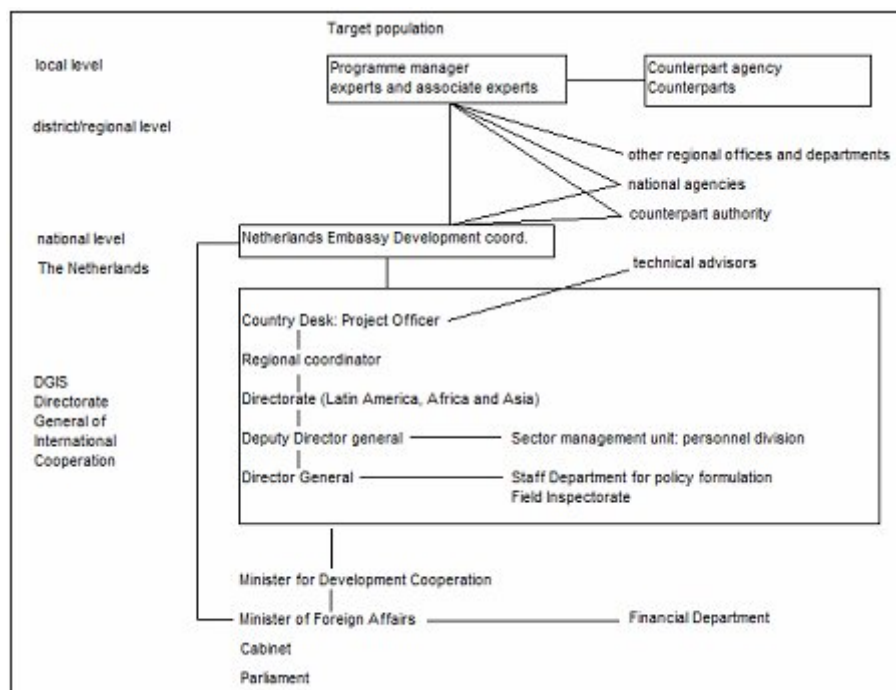 Target population
local level
Programme manager
experts and associate experts
Counterpart agency
Counterparts
district/regional level
other regional offices and departments
national agencies
counterpart authority
national level
Netherlands Embassy Development coord.
The Netherlands
technical advisors
Country Desk: Project Officer
Regional coordinator
DGIS
Directorate
General of
International
Cooperation
Directorate (Latin America, Africa and Asia)
Deputy Director general
Sector management unit: personnel division
Director General
Staff Department for policy formulation
Field Inspectorate
Minister for Development Cooperation
Minister of Foreign Affairs
Financial Department
Cabinet
Parliament